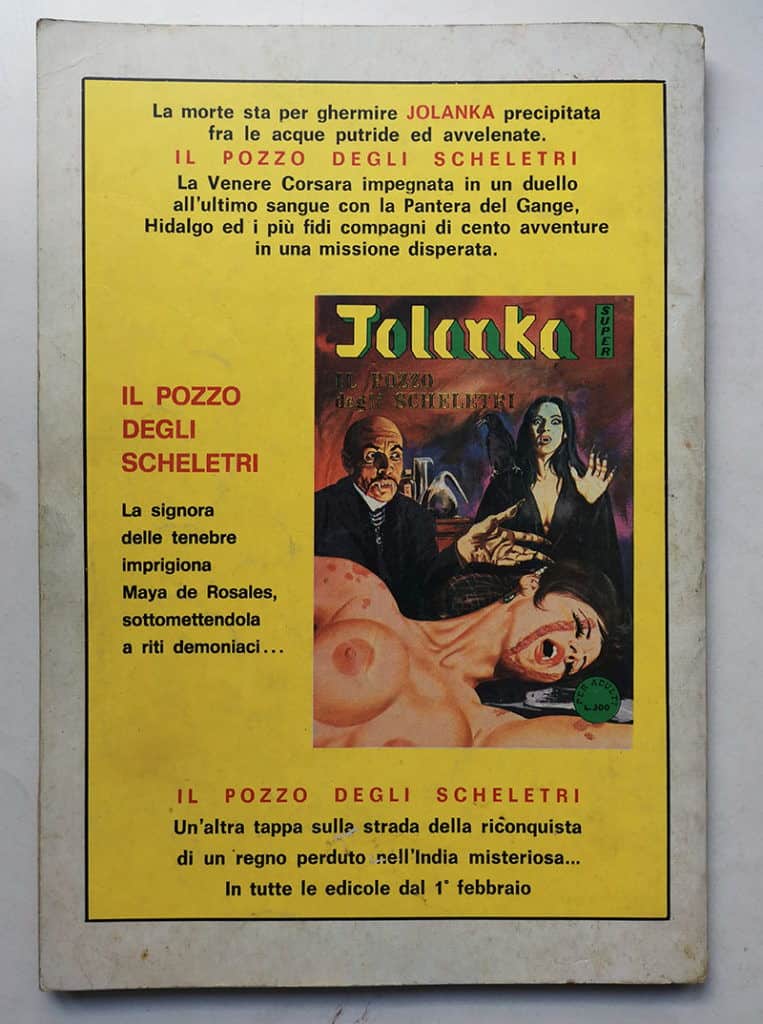 La morte sta per ghermire JOLANKA precipitata
fra le acque putride ed avvelenate.
IL POZZO DEGLI SCHELETRI
La Venere Corsara impegnata in un duello
all'ultimo sangue con la Pantera del Gange,
Hidalgo ed i più fidi compagni di cento avventure
in una missione disperata.
Jolanka
SUPER
IL POZZO
degli SCHELETRI
IL POZZO
DEGLI
SCHELETRI
La signora
delle tenebre
imprigiona
Maya de Rosales,
sottomettendola
a riti demoniaci...
PER ADULTI
L.300
IL POZZO DEGLI SCHELETRI
Un'altra tappa sulla strada della riconquista
di un regno perduto nell'India misteriosa...
In tutte le edicole dal 1° febbraio